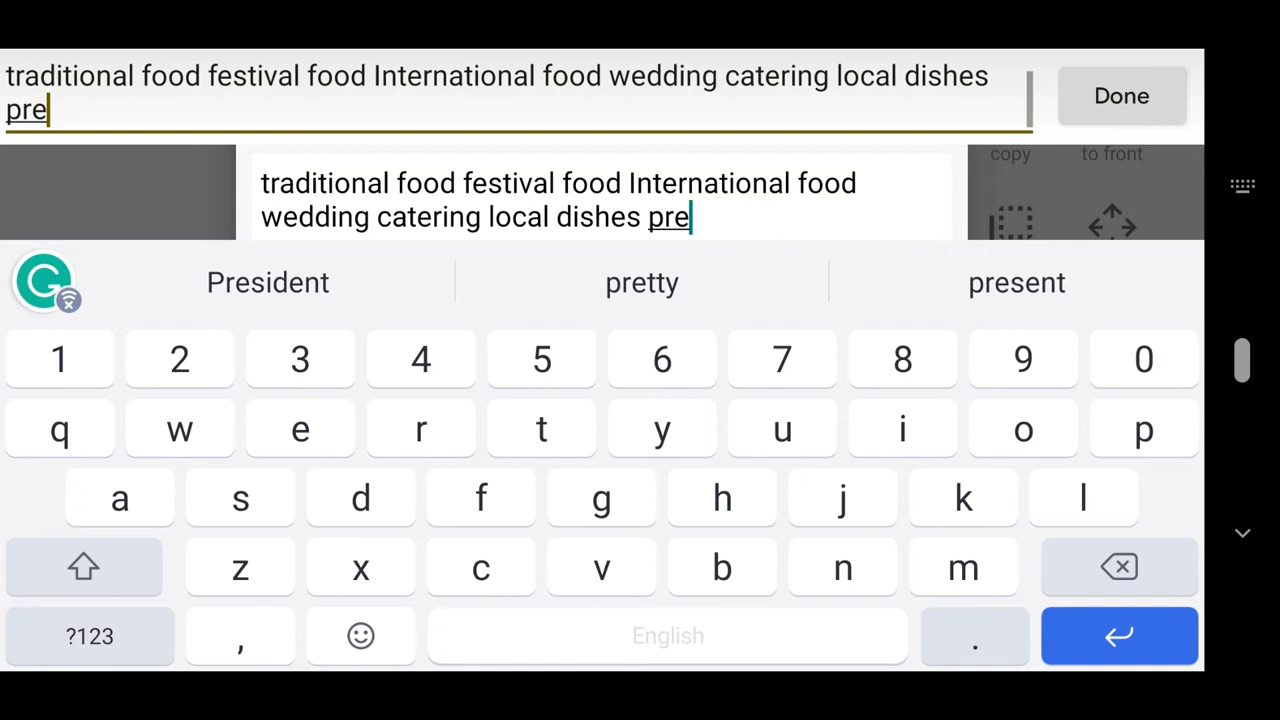 traditional food festival food International food wedding catering local dishes
pre
Done
copy
to front
traditional food festival food International food
wedding catering local dishes pre
President
pretty
present
1 2 3 4 5 6 7 8 9 0
q w e r t y u i o p
a s d f g h j k l
z x c v b n m
?123 , English .